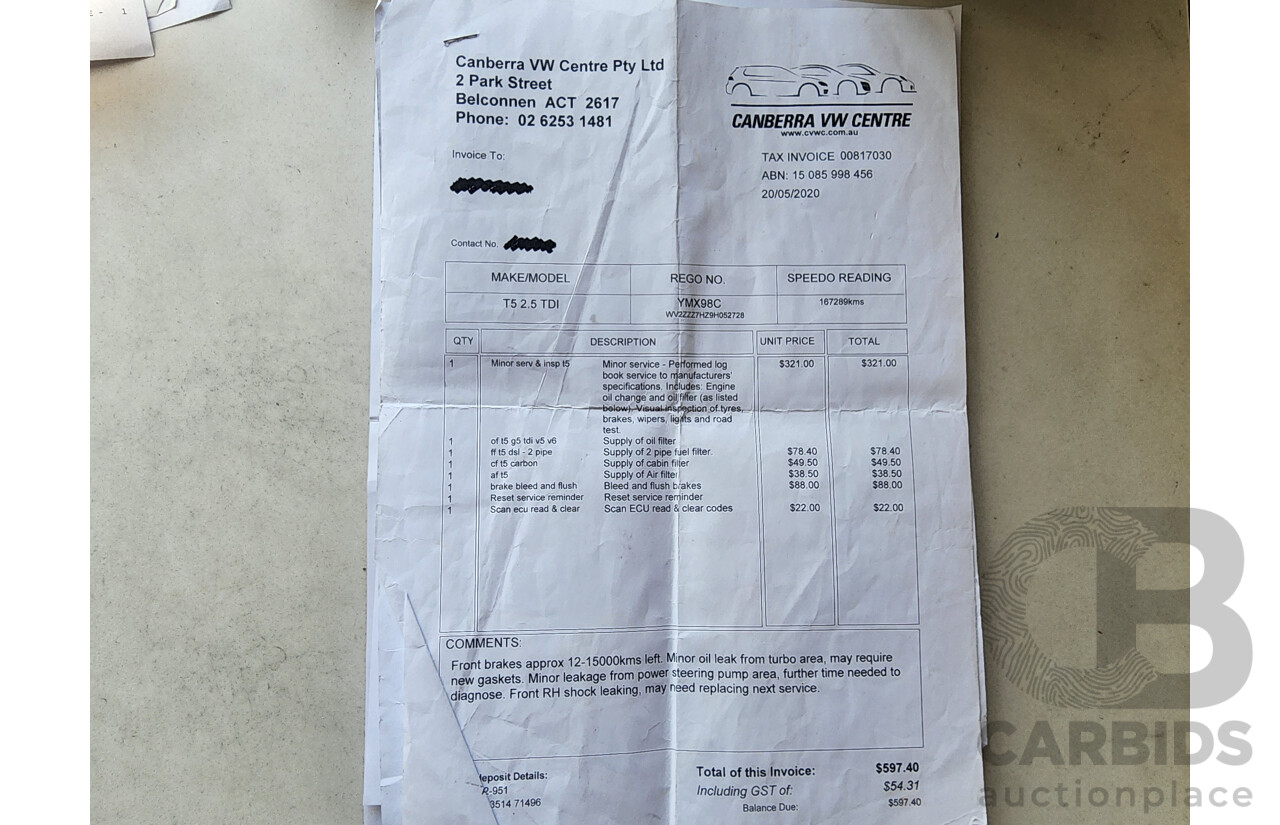 Canberra VW Centre Pty Ltd
2 Park Street
Belconnen ACT 2617
Phone: 02 6253 1481
CANBERRA VW CENTRE
www.cvwc.com.au
Invoice To:
TAX INVOICE 00817030
ABN: 15 085 998 456
20/05/2020
Contact No.
MAKE/MODEL REGO NO. SPEEDO READING
T5 2.5 TDI YMX98C 167289kms
WV2ZZZ7HZ9H052728
QTY DESCRIPTION UNIT PRICE TOTAL
1 Minor serv & insp t5 Minor service - Performed log $321.00 $321.00
book service to manufacturers'
specifications. Includes: Engine
oil change and oil filter (as listed
below). Visual inspection of tyres,
brakes, wipers, lights and road
test.
1 of t5 g5 tdi v5 v6 Supply of oil filter
1 ff t5 dsl - 2 pipe Supply of 2 pipe fuel filter $78.40 $78.40
1 cf t5 carbon Supply of cabin filter $49.50 $49.50
1 af t5 Supply of Air filter $38.50 $38.50
1 brake bleed and flush Bleed and flush brakes $88.00 $88.00
1 Reset service reminder Reset service reminder
1 Scan ecu read & clear Scan ECU read & clear codes $22.00 $22.00
COMMENTS:
Front brakes approx 12-15000kms left. Minor oil leak from turbo area, may require
new gaskets. Minor leakage from power steering pump area, further time needed to
diagnose. Front RH shock leaking, may need replacing next service.
eposit Details:
R-951
3514 71496
Total of this Invoice: $597.40
Including GST of: $54.31
Balance Due: $597.40
CB
CARBIDS
auctionplace